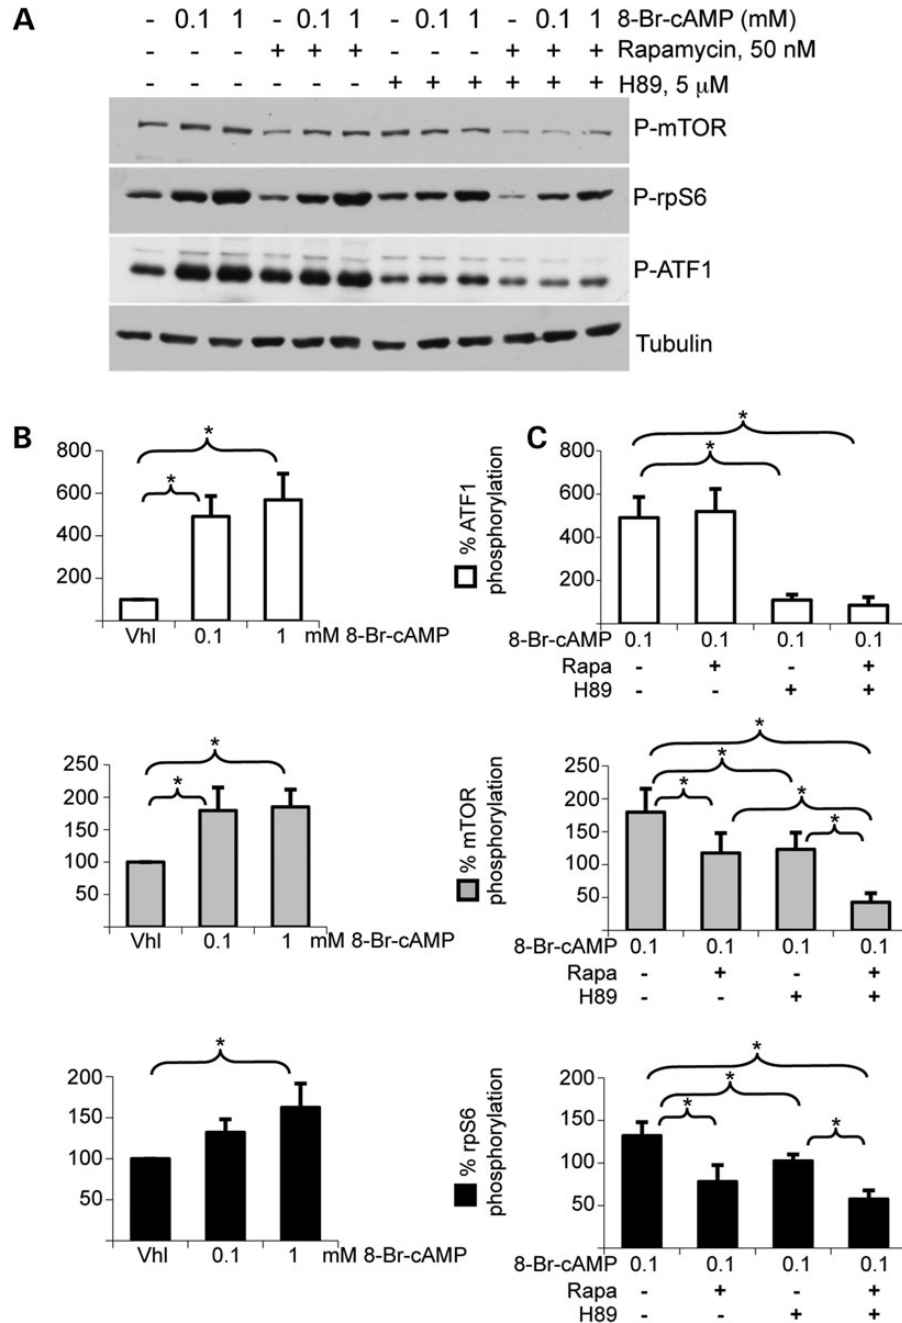 A
- 0.1 1 - 0.1 1 - 0.1 1 - 0.1 1 8-Br-cAMP (mM)
- - - + + + - - - + + + Rapamycin, 50 nM
- - - - - - + + + + + + H89, 5 μM
P-mTOR
P-rpS6
P-ATF1
Tubulin
B
800
600
400
200
* *
Vhl 0.1 1 mM 8-Br-cAMP
% ATF1
phosphorylation
C
800
600
400
200
* *
8-Br-cAMP 0.1 0.1 0.1 0.1
Rapa - + - +
H89 - - + +
250
200
150
100
50
* *
Vhl 0.1 1 mM 8-Br-cAMP
% mTOR
phosphorylation
250
200
150
100
50
* * * * *
8-Br-cAMP 0.1 0.1 0.1 0.1
Rapa - + - +
H89 - - + +
200
150
100
50
*
Vhl 0.1 1 mM 8-Br-cAMP
% rpS6
phosphorylation
200
150
100
50
* * * *
8-Br-cAMP 0.1 0.1 0.1 0.1
Rapa - + - +
H89 - - + +